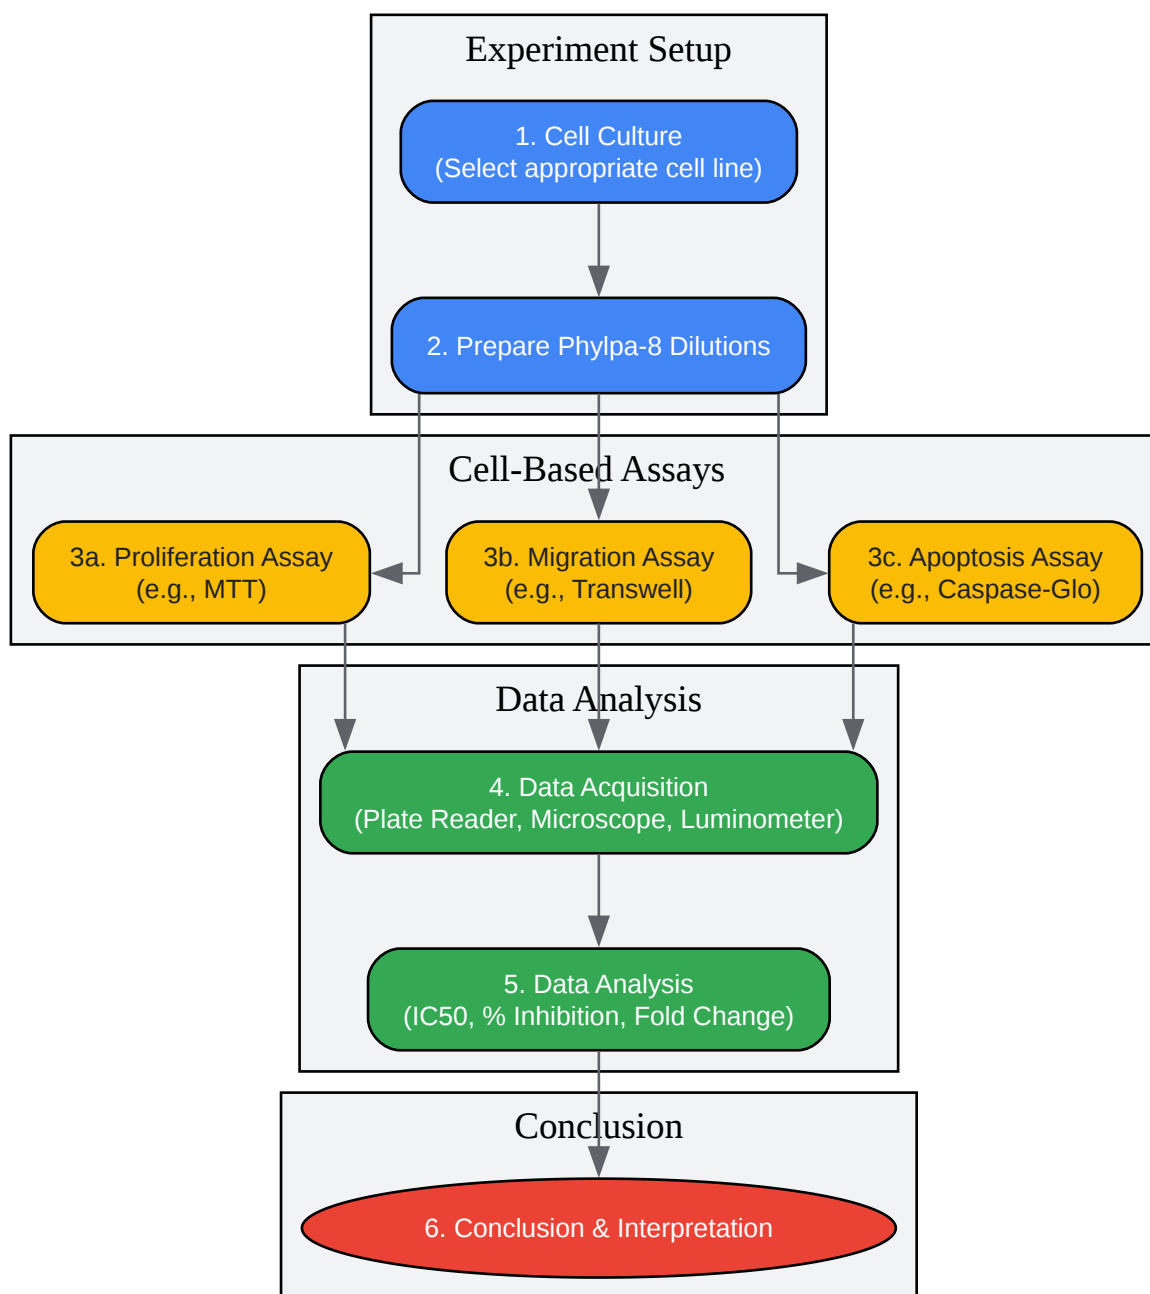 Experiment Setup
1. Cell Culture
(Select appropriate cell line)
2. Prepare Phylpa-8 Dilutions
Cell-Based Assays
3a. Proliferation Assay
(e.g., MTT)
3b. Migration Assay
(e.g., Transwell)
3c. Apoptosis Assay
(e.g., Caspase-Glo)
Data Analysis
4. Data Acquisition
(Plate Reader, Microscope, Luminometer)
5. Data Analysis
(IC50, % Inhibition, Fold Change)
Conclusion
6. Conclusion & Interpretation